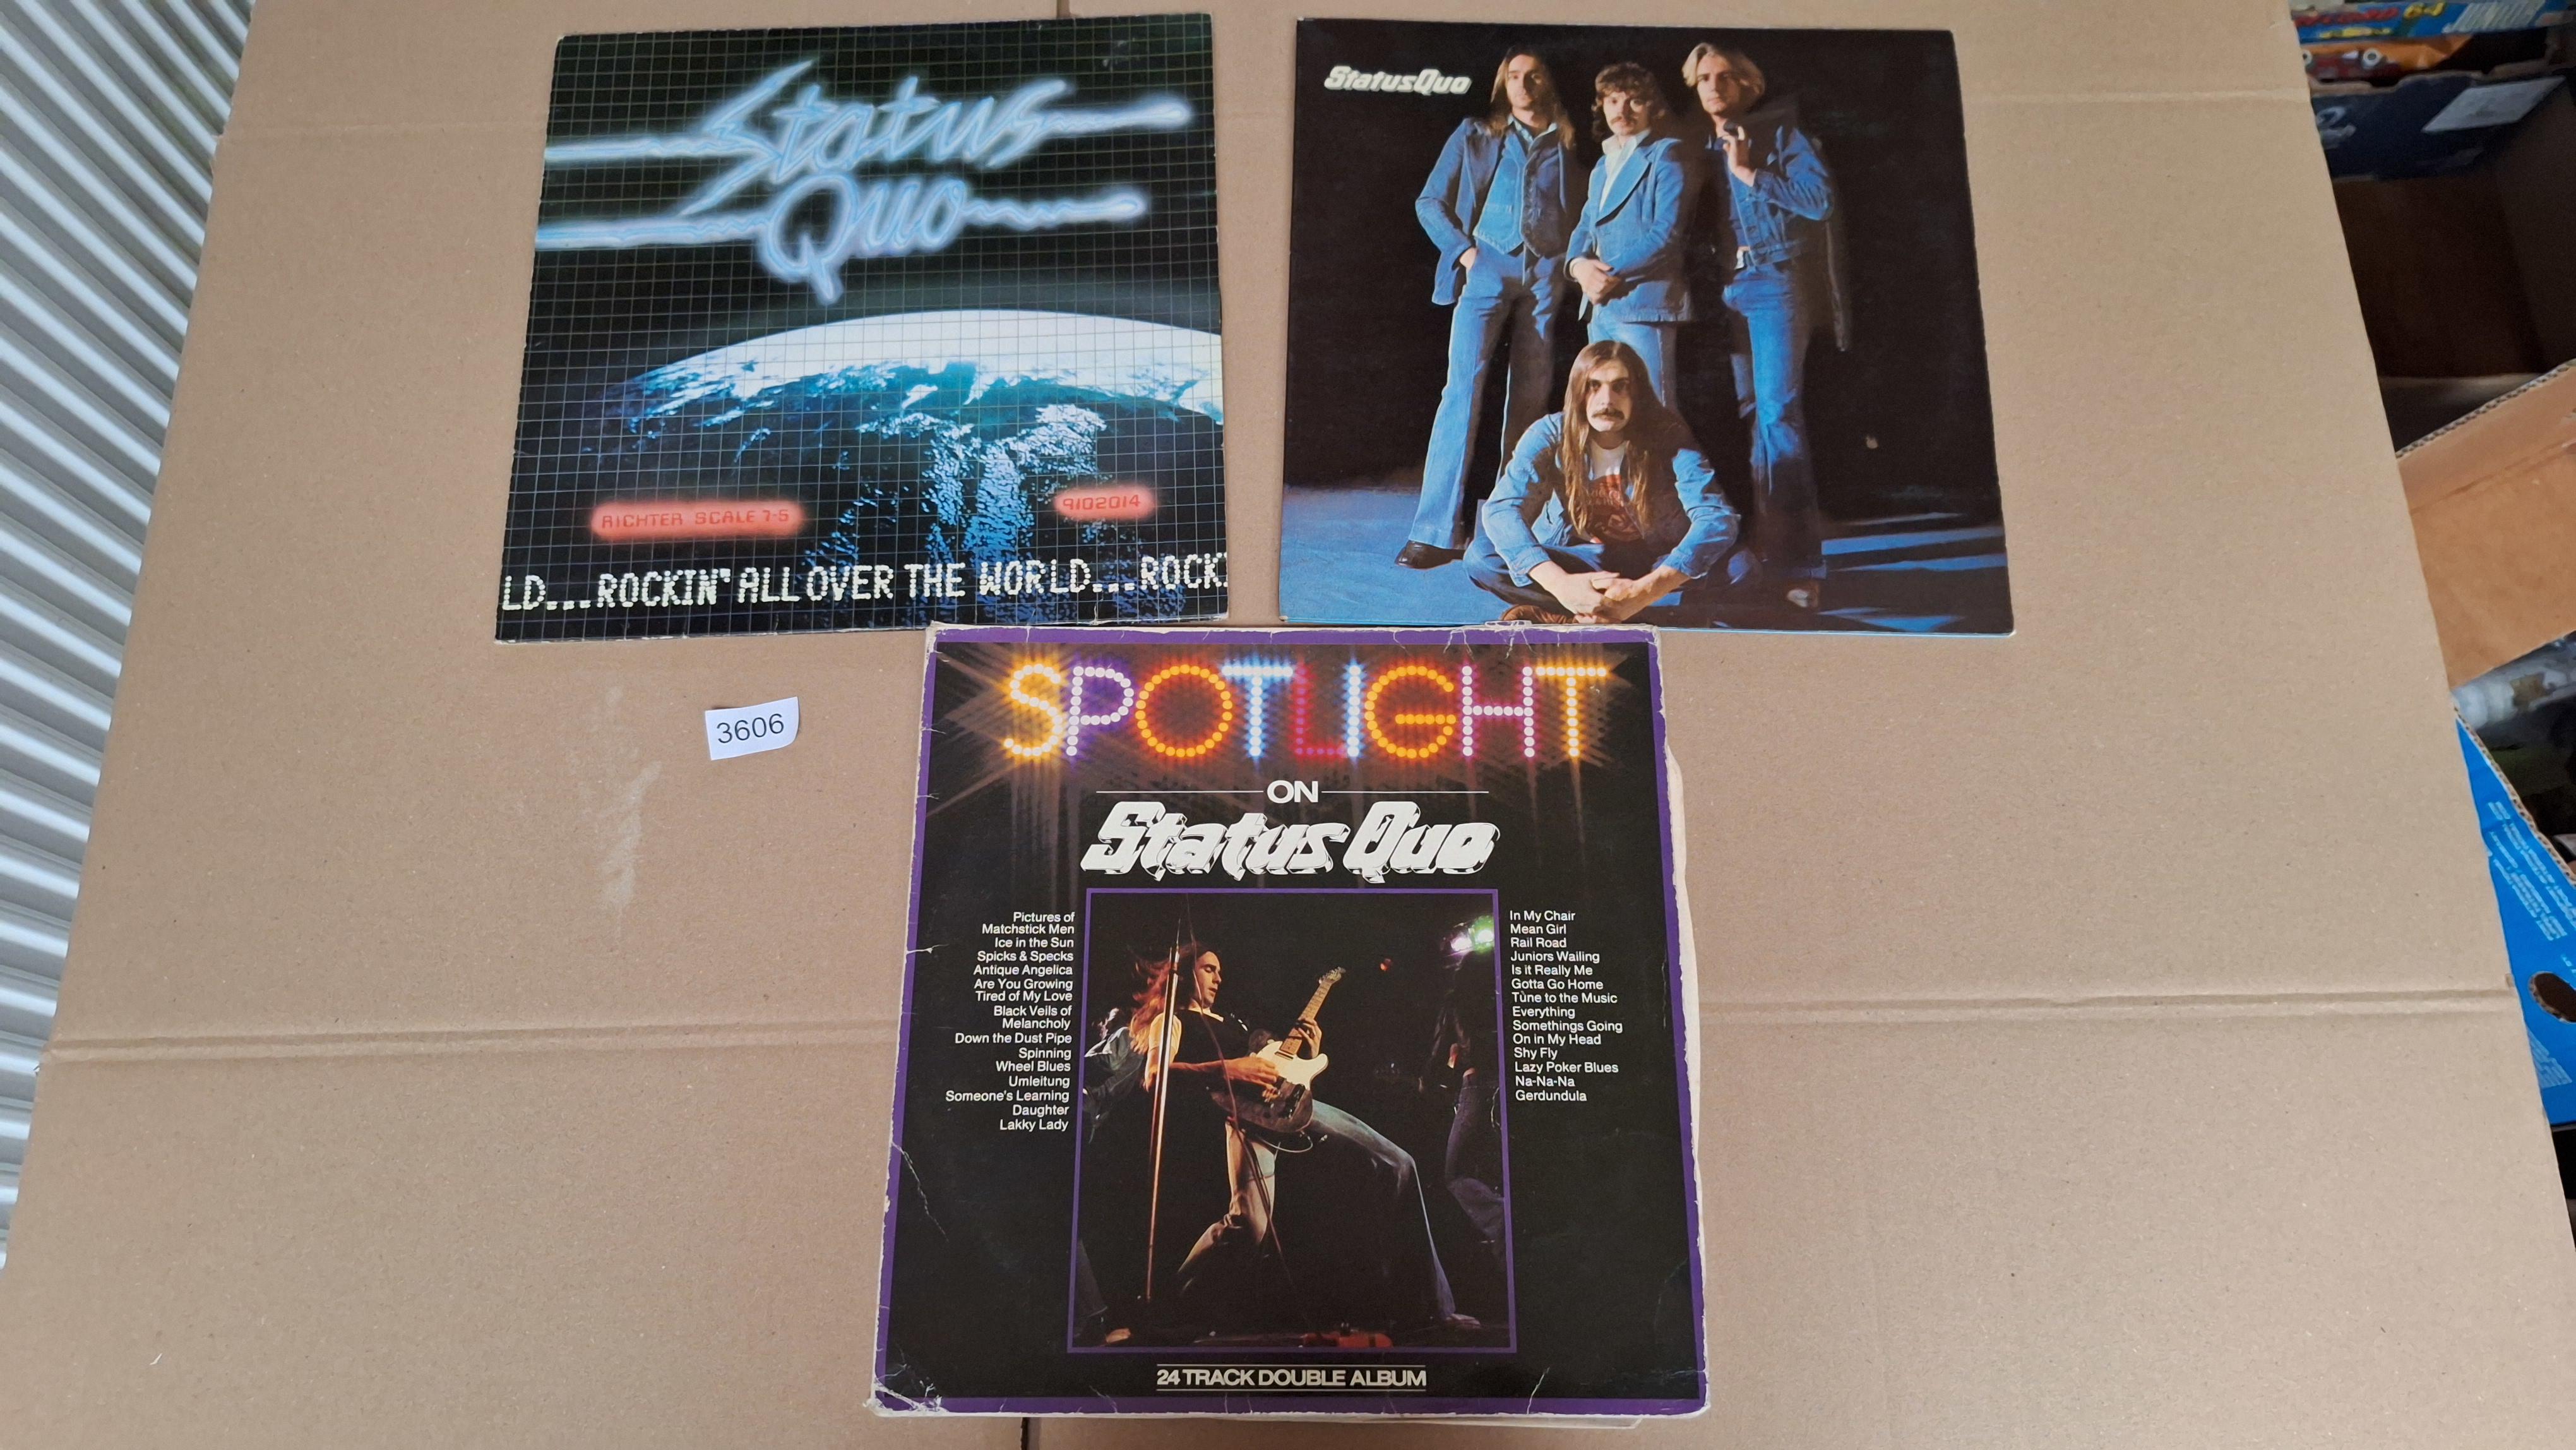 Status
Quo
RICHTER SCALE 7-5
9102014
LD...ROCKIN' ALL OVER THE WORLD...ROCK
Status Quo
3606
SPOTLIGHT
ON
Status Quo
Pictures of
Matchstick Men
Ice in the Sun
Spicks & Specks
Antique Angelica
Are You Growing
Tired of My Love
Black Veils of
Melancholy
Down the Dust Pipe
Spinning
Wheel Blues
Umleitung
Someone's Learning
Daughter
Lakky Lady
In My Chair
Mean Girl
Rail Road
Juniors Wailing
Is it Really Me
Gotta Go Home
Tune to the Music
Everything
Somethings Going
On in My Head
Shy Fly
Lazy Poker Blues
Na-Na-Na
Gerdundula
24 TRACK DOUBLE ALBUM
64